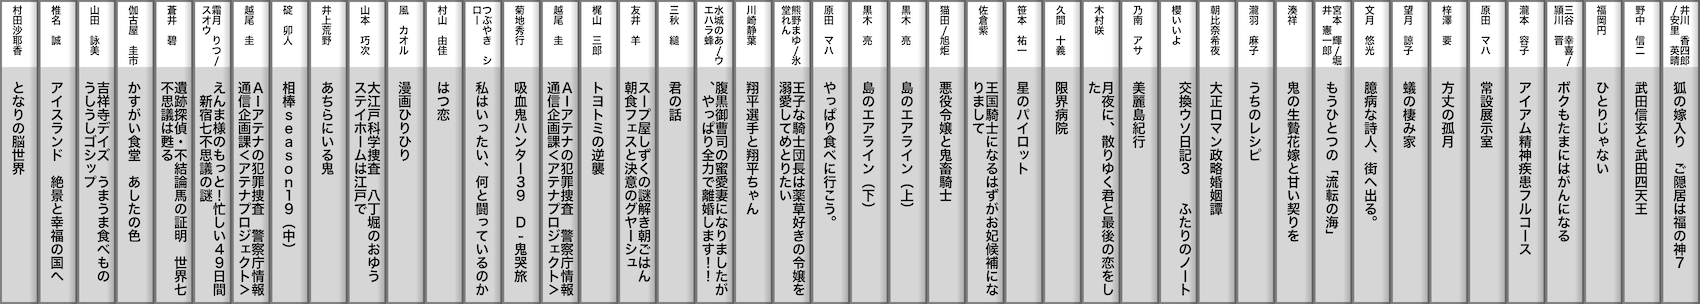 井川 香四郎
/安里 英晴
狐の嫁入り ご隠居は福の神7
野中 信二
武田信玄と武田四天王
福岡円
ひとりじゃない
三谷 幸喜/
頴川 晋
ボクもたまにはがんになる
瀧本 容子
アイアム精神疾患フルコース
原田 マハ
常設展示室
梓澤 要
方丈の孤月
望月 諒子
蟻の棲み家
文月 悠光
臆病な詩人、街へ出る。
宮本 輝/堀
井 憲一郎
もうひとつの「流転の海」
湊祥
鬼の生贄花嫁と甘い契りを
瀧羽 麻子
うちのレシピ
朝比奈希夜
大正ロマン政略婚姻譚
櫻いいよ
交換ウソ日記3 ふたりのノート
乃南 アサ
美麗島紀行
木村咲
月夜に、散りゆく君と最後の恋をし
た
久間 十義
限界病院
笹本 祐一
星のパイロット
佐倉紫
王国騎士になるはずがお妃候補にな
りまして
猫田/旭炬
悪役令嬢と鬼畜騎士
黒木 亮
島のエアライン(上)
黒木 亮
島のエアライン(下)
原田 マハ
やっぱり食べに行こう。
熊野まゆ/氷
堂れん
王子な騎士団長は薬草好きの令嬢を
溺愛してめとりたい
川崎静葉
翔平選手と翔平ちゃん
水城のあ/ウ
エハラ蜂
腹黒御曹司の蜜愛妻になりましたが
、やっぱり全力で離婚します!!
三秋 縋
君の話
友井 羊
スープ屋しずくの謎解き朝ごはん
朝食フェスと決意のグヤーシュ
梶山 三郎
トヨトミの逆襲
越尾 圭
AIアテナの犯罪捜査 警察庁情報
通信企画課<アテナプロジェクト>
菊地秀行
吸血鬼ハンター39 D-鬼哭旅
つぶやき シ
ロー
私はいったい、何と闘っているのか
村山 由佳
はつ恋
風 カオル
漫画ひりひり
山本 巧次
大江戸科学捜査 八丁堀のおゆう
ステイホームは江戸で
井上荒野
あちらにいる鬼
碇 卯人
相棒season19(中)
越尾 圭
AIアテナの犯罪捜査 警察庁情報
通信企画課<アテナプロジェクト>
霜月 りつ/
スオウ
えんま様のもっと!忙しい49日間
新宿七不思議の謎
蒼井 碧
遺跡探偵・不結論馬の証明 世界七
不思議は甦る
伽古屋 圭市
かすがい食堂 あしたの色
山田 詠美
吉祥寺デイズ うまうま食べもの
うしうしゴシップ
椎名 誠
アイスランド 絶景と幸福の国へ
村田沙耶香
となりの脳世界